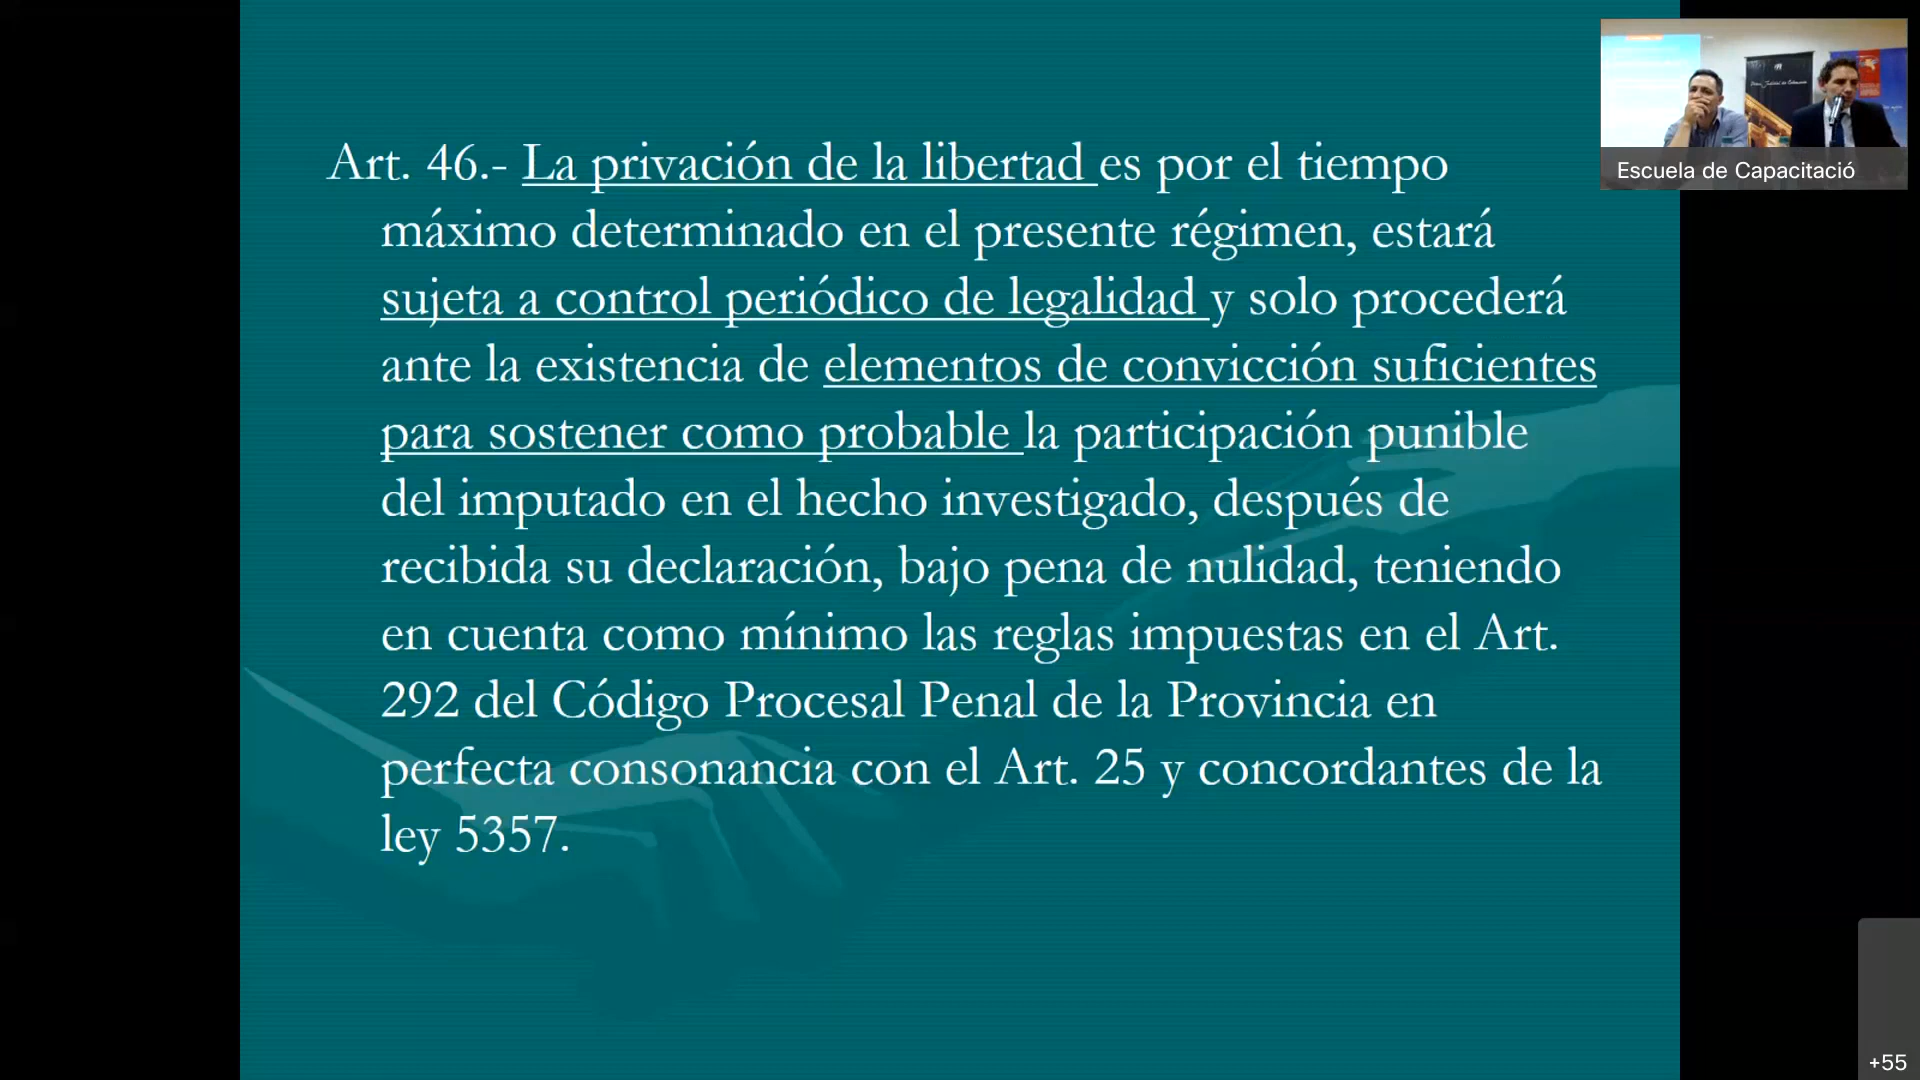 Art. 46.- La privación de la libertad es por el tiempo
máximo determinado en el presente régimen, estará
sujeta a control periódico de legalidad y solo procederá
ante la existencia de elementos de convicción suficientes
para sostener como probable la participación punible
del imputado en el hecho investigado, después de
recibida su declaración, bajo pena de nulidad, teniendo
en cuenta como mínimo las reglas impuestas en el Art.
292 del Código Procesal Penal de la Provincia en
perfecta consonancia con el Art. 25 y concordantes de la
ley 5357.
Escuela de Capacitació
+55